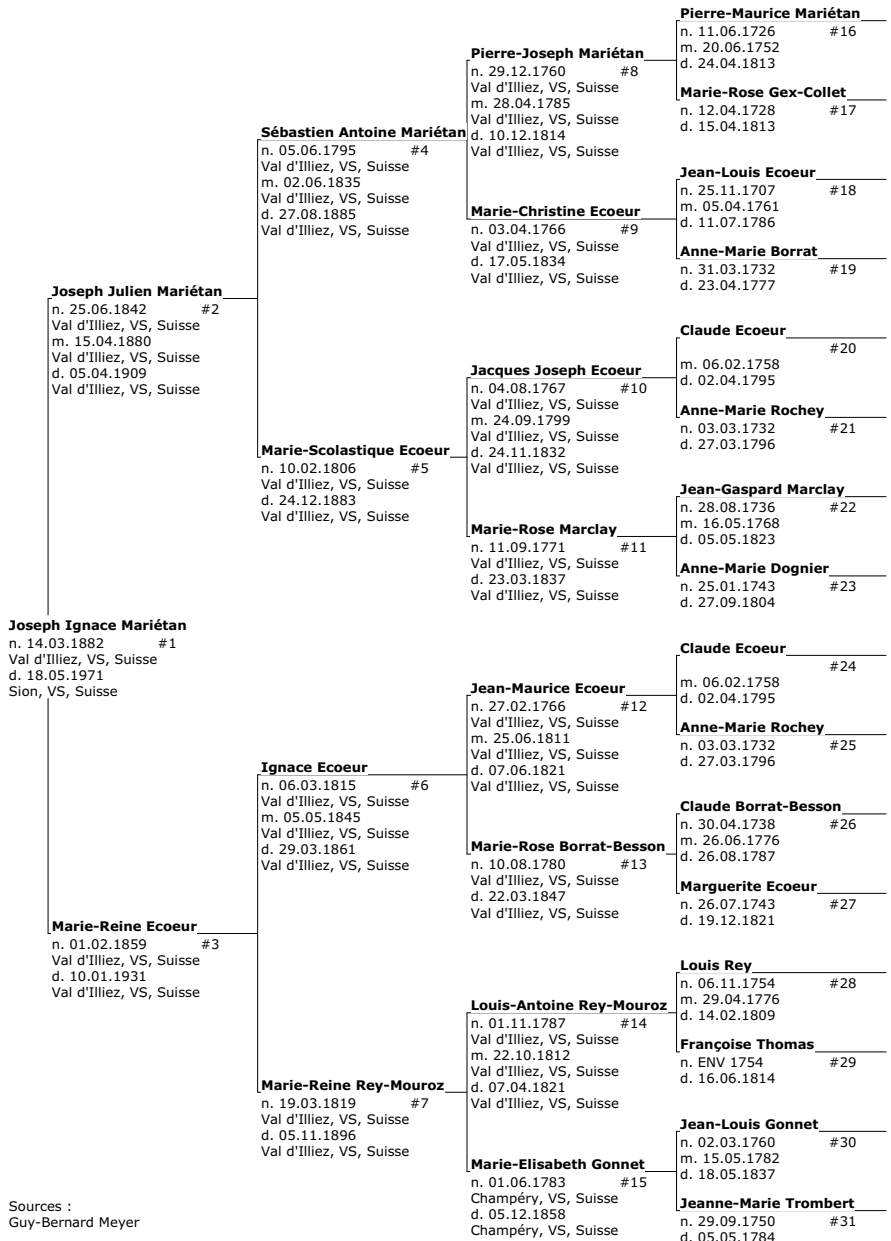 Joseph Ignace Mariétan
n. 14.03.1882 #1
Val d'Illiez, VS, Suisse
d. 18.05.1971
Sion, VS, Suisse
Joseph Julien Mariétan
n. 25.06.1842 #2
Val d'Illiez, VS, Suisse
m. 15.04.1880
Val d'Illiez, VS, Suisse
d. 05.04.1909
Val d'Illiez, VS, Suisse
Marie-Reine Ecoeur
n. 01.02.1859 #3
Val d'Illiez, VS, Suisse
d. 10.01.1931
Val d'Illiez, VS, Suisse
Sébastien Antoine Mariétan
n. 05.06.1795 #4
Val d'Illiez, VS, Suisse
m. 02.06.1835
Val d'Illiez, VS, Suisse
d. 27.08.1885
Val d'Illiez, VS, Suisse
Marie-Scolastique Ecoeur
n. 10.02.1806 #5
Val d'Illiez, VS, Suisse
d. 24.12.1883
Val d'Illiez, VS, Suisse
Ignace Ecoeur
n. 06.03.1815 #6
Val d'Illiez, VS, Suisse
m. 05.05.1845
Val d'Illiez, VS, Suisse
d. 29.03.1861
Val d'Illiez, VS, Suisse
Marie-Reine Rey-Mouroz
n. 19.03.1819 #7
Val d'Illiez, VS, Suisse
d. 05.11.1896
Val d'Illiez, VS, Suisse
Pierre-Joseph Mariétan
n. 29.12.1760 #8
Val d'Illiez, VS, Suisse
m. 28.04.1785
Val d'Illiez, VS, Suisse
d. 10.12.1814
Val d'Illiez, VS, Suisse
Marie-Christine Ecoeur
n. 03.04.1766 #9
Val d'Illiez, VS, Suisse
d. 17.05.1834
Val d'Illiez, VS, Suisse
Jacques Joseph Ecoeur
n. 04.08.1767 #10
Val d'Illiez, VS, Suisse
m. 24.09.1799
Val d'Illiez, VS, Suisse
d. 24.11.1832
Val d'Illiez, VS, Suisse
Marie-Rose Marclay
n. 11.09.1771 #11
Val d'Illiez, VS, Suisse
d. 23.03.1837
Val d'Illiez, VS, Suisse
Jean-Maurice Ecoeur
n. 27.02.1766 #12
Val d'Illiez, VS, Suisse
m. 25.06.1811
Val d'Illiez, VS, Suisse
d. 07.06.1821
Val d'Illiez, VS, Suisse
Marie-Rose Borrat-Besson
n. 10.08.1780 #13
Val d'Illiez, VS, Suisse
d. 22.03.1847
Val d'Illiez, VS, Suisse
Louis-Antoine Rey-Mouroz
n. 01.11.1787 #14
Val d'Illiez, VS, Suisse
m. 22.10.1812
Val d'Illiez, VS, Suisse
d. 07.04.1821
Val d'Illiez, VS, Suisse
Marie-Elisabeth Gonnet
n. 01.06.1783 #15
Champéry, VS, Suisse
d. 05.12.1858
Champéry, VS, Suisse
Pierre-Maurice Mariétan
n. 11.06.1726 #16
m. 20.06.1752
d. 24.04.1813
Marie-Rose Gex-Collet
n. 12.04.1728 #17
d. 15.04.1813
Jean-Louis Ecoeur
n. 25.11.1707 #18
m. 05.04.1761
d. 11.07.1786
Anne-Marie Borrat
n. 31.03.1732 #19
d. 23.04.1777
Claude Ecoeur
#20
m. 06.02.1758
d. 02.04.1795
Anne-Marie Rochey
n. 03.03.1732 #21
d. 27.03.1796
Jean-Gaspard Marclay
n. 28.08.1736 #22
m. 16.05.1768
d. 05.05.1823
Anne-Marie Dognier
n. 25.01.1743 #23
d. 27.09.1804
Claude Ecoeur
#24
m. 06.02.1758
d. 02.04.1795
Anne-Marie Rochey
n. 03.03.1732 #25
d. 27.03.1796
Claude Borrat-Besson
n. 30.04.1738 #26
m. 26.06.1776
d. 26.08.1787
Marguerite Ecoeur
n. 26.07.1743 #27
d. 19.12.1821
Louis Rey
n. 06.11.1754 #28
m. 29.04.1776
d. 14.02.1809
Françoise Thomas
n. ENV 1754 #29
d. 16.06.1814
Jean-Louis Gonnet
n. 02.03.1760 #30
m. 15.05.1782
d. 18.05.1837
Jeanne-Marie Trombert
n. 29.09.1750 #31
d. 05.05.1784
Sources :
Guy-Bernard Meyer